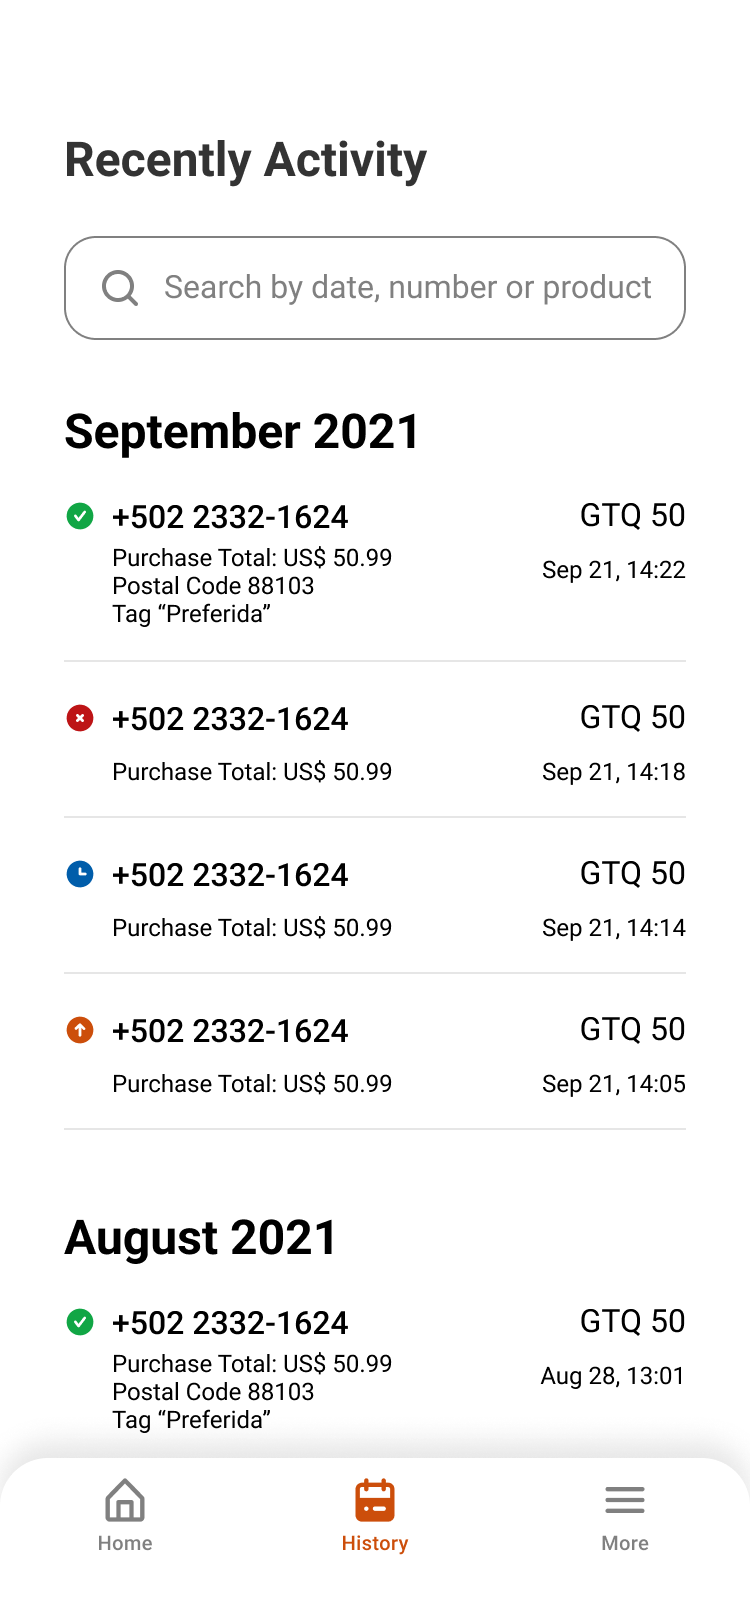 Recently Activity
Search by date, number or product
September 2021
+502 2332-1624
GTQ 50
Purchase Total: US$ 50.99
Postal Code 88103
Tag “Preferida”
Sep 21, 14:22
+502 2332-1624
GTQ 50
Purchase Total: US$ 50.99
Sep 21, 14:18
+502 2332-1624
GTQ 50
Purchase Total: US$ 50.99
Sep 21, 14:14
+502 2332-1624
GTQ 50
Purchase Total: US$ 50.99
Sep 21, 14:05
August 2021
+502 2332-1624
GTQ 50
Purchase Total: US$ 50.99
Postal Code 88103
Tag “Preferida”
Aug 28, 13:01
Home
History
More